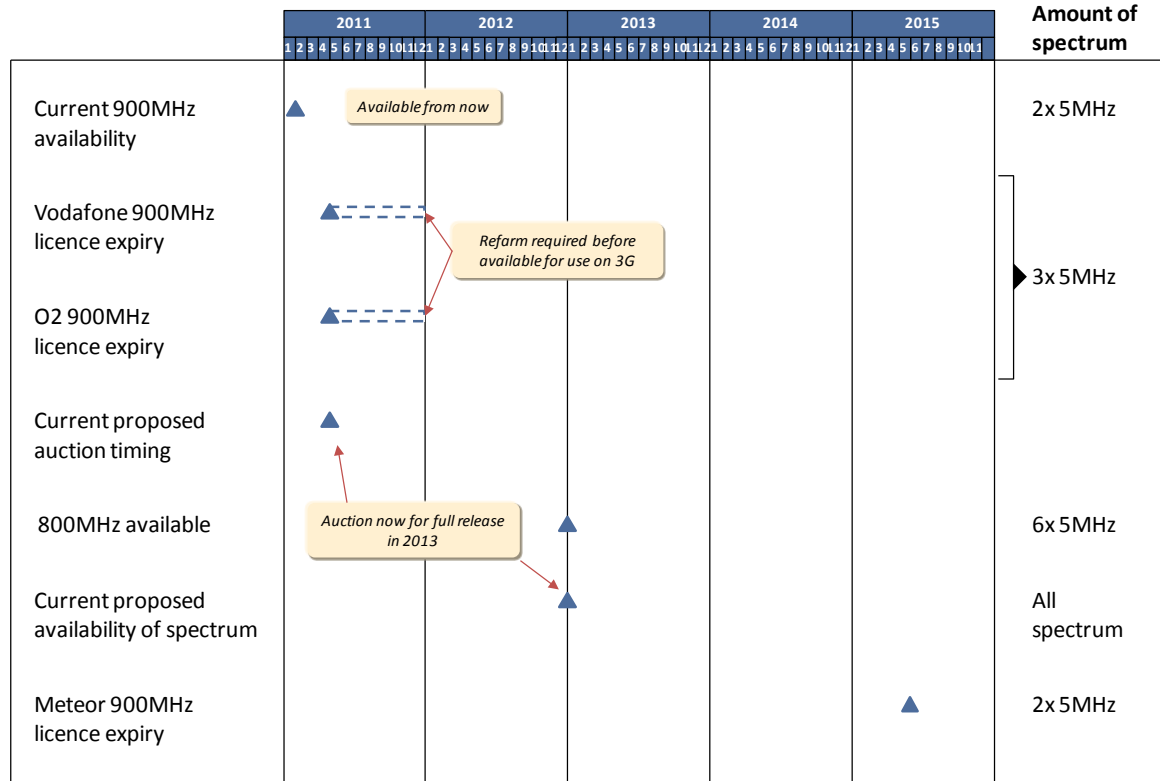 2011 2012 2013 2014 2015
Amount of
spectrum
1 2 3 4 5 6 7 8 9 10 11 12 1 2 3 4 5 6 7 8 9 10 11 12 1 2 3 4 5 6 7 8 9 10 11 12 1 2 3 4 5 6 7 8 9 10 11 12 1 2 3 4 5 6 7 8 9 10 11
Current 900MHz
availability
Available from now
2x 5MHz
Vodafone 900MHz
licence expiry
Refarm required before
available for use on 3G
3x 5MHz
O2 900MHz
licence expiry
Current proposed
auction timing
800MHz available
Auction now for full release
in 2013
6x 5MHz
Current proposed
availability of spectrum
All
spectrum
Meteor 900MHz
licence expiry
2x 5MHz